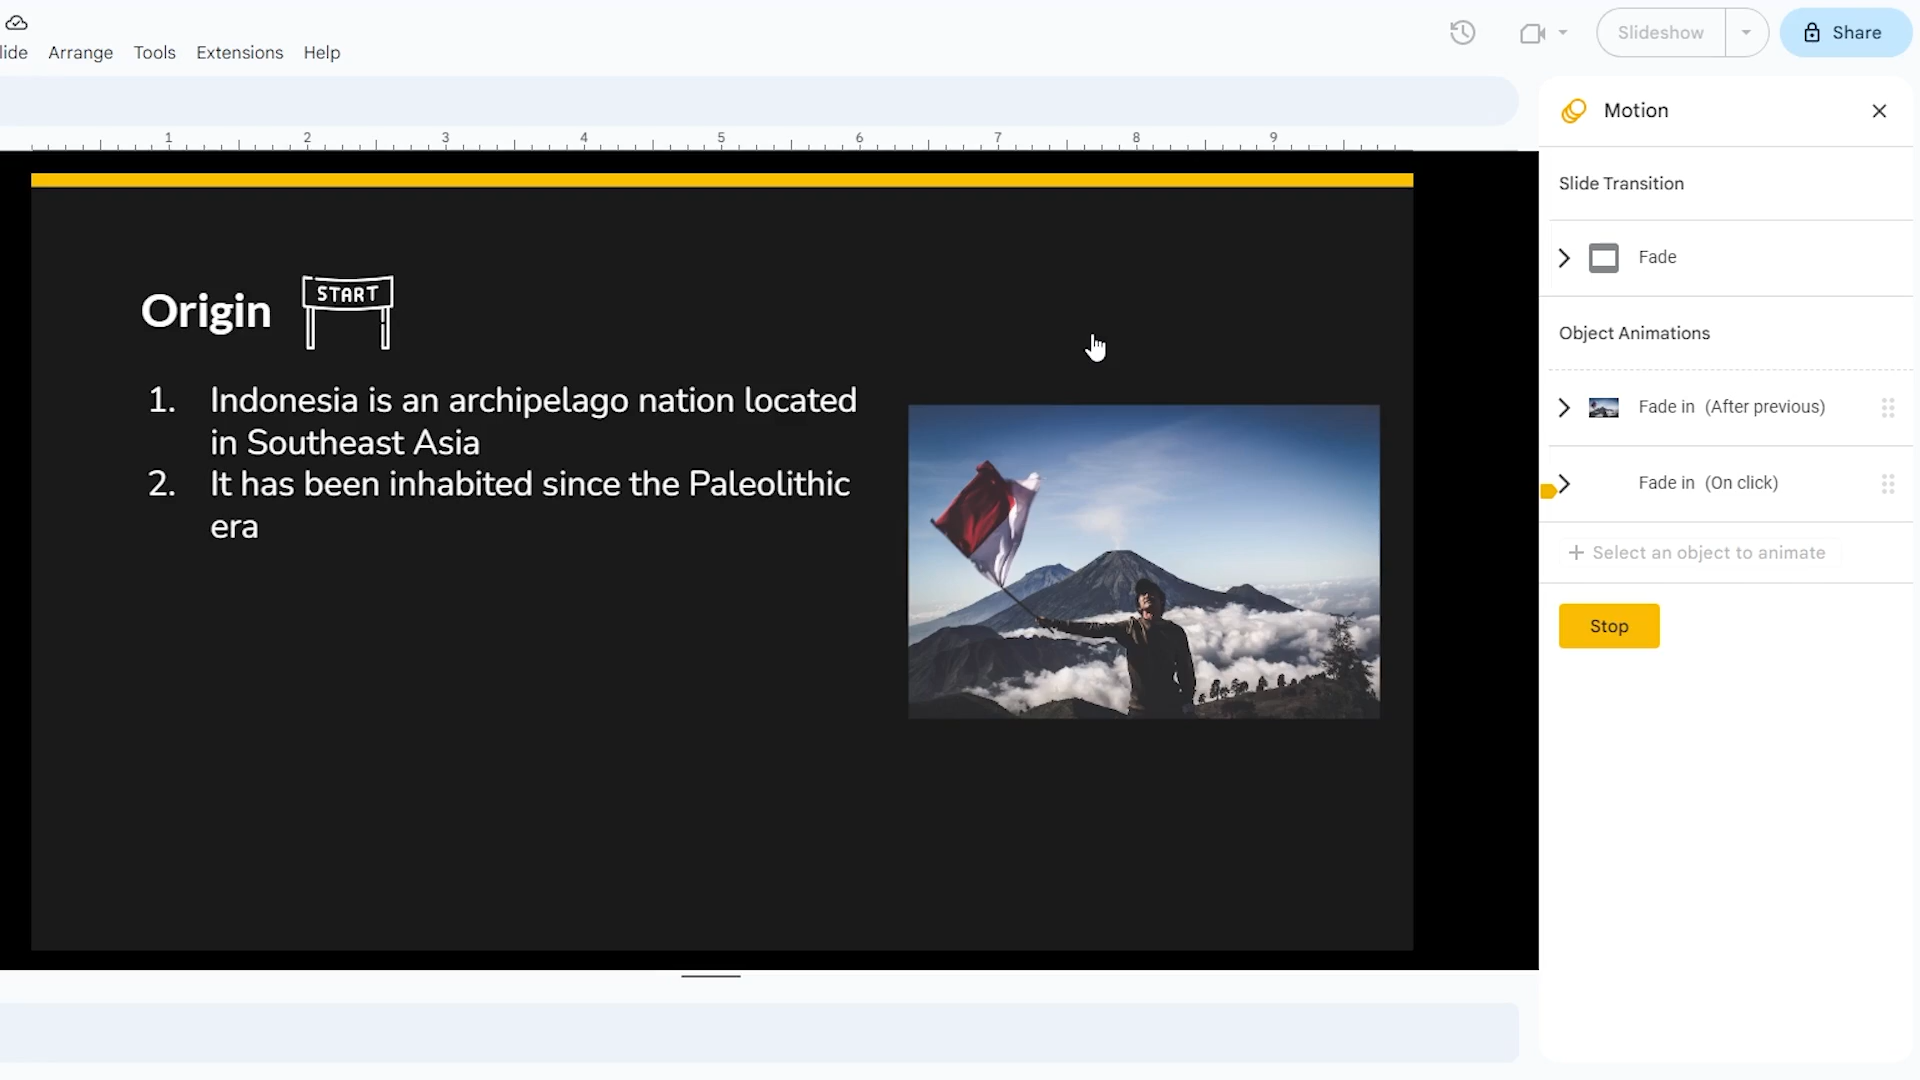 lide Arrange Tools Extensions Help
Slideshow
Share
1 2 3 4 5 6 7 8 9
Motion
Slide Transition
Fade
Object Animations
Fade in (After previous)
Fade in (On click)
+ Select an object to animate
Stop
Origin
START
1. Indonesia is an archipelago nation located
in Southeast Asia
2. It has been inhabited since the Paleolithic
era